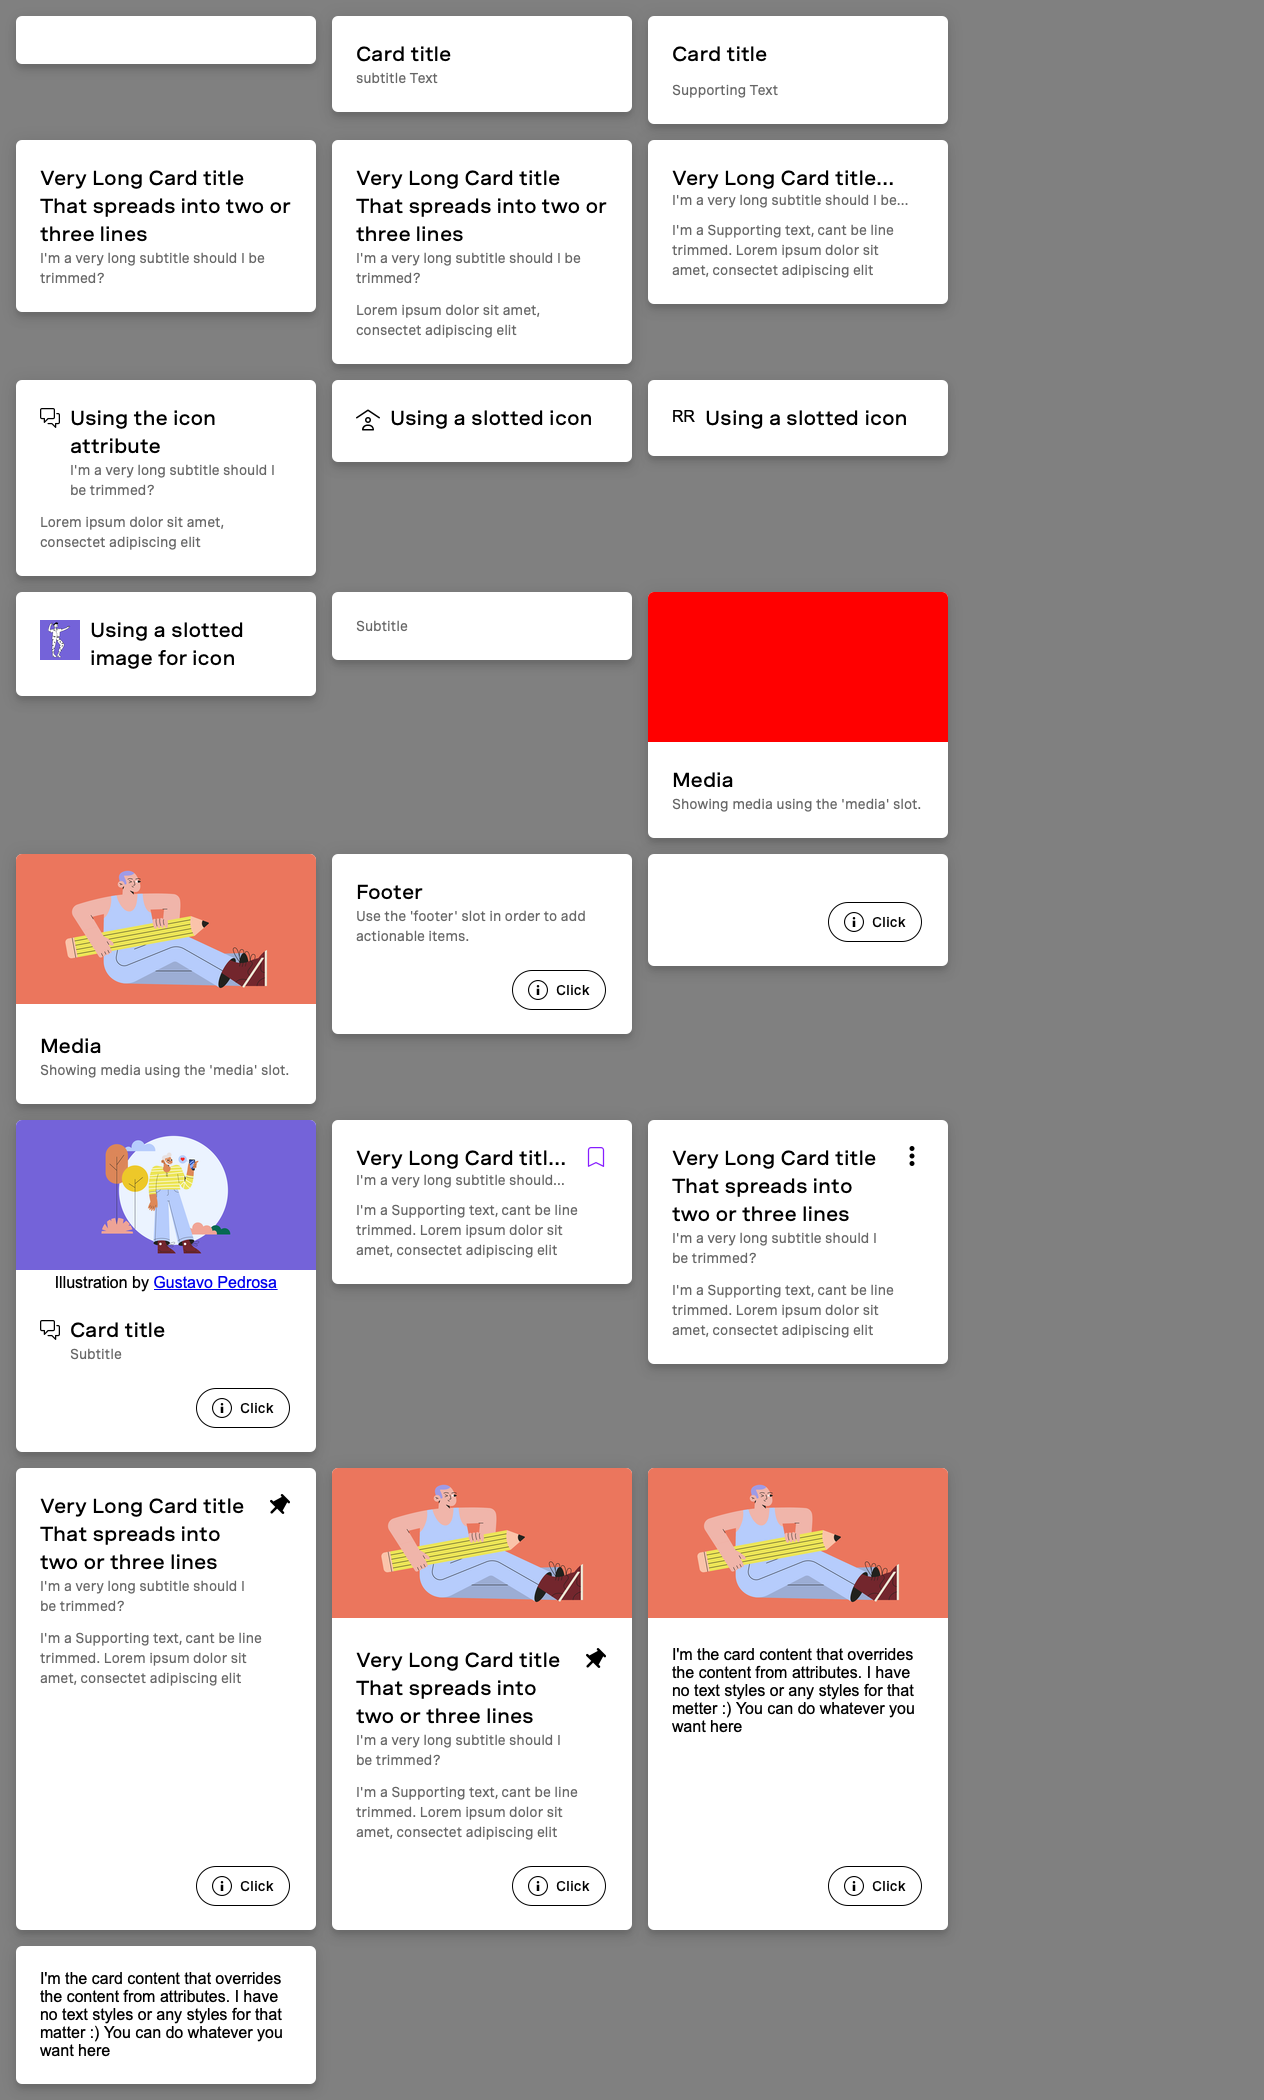 Card title
subtitle Text
Card title
Supporting Text
Very Long Card title
That spreads into two or
three lines
I'm a very long subtitle should I be
trimmed?
Very Long Card title
That spreads into two or
three lines
I'm a very long subtitle should I be
trimmed?
Lorem ipsum dolor sit amet,
consectet adipiscing elit
Very Long Card title...
I'm a very long subtitle should I be...
I'm a Supporting text, cant be line
trimmed. Lorem ipsum dolor sit
amet, consectet adipiscing elit
Using the icon
attribute
I'm a very long subtitle should I
be trimmed?
Lorem ipsum dolor sit amet,
consectet adipiscing elit
Using a slotted icon
RR Using a slotted icon
Using a slotted
image for icon
Subtitle
Media
Showing media using the 'media' slot.
Media
Showing media using the 'media' slot.
Footer
Use the 'footer' slot in order to add
actionable items.
Click
Click
Illustration by Gustavo Pedrosa
Card title
Subtitle
Click
Very Long Card titl...
I'm a very long subtitle should...
I'm a Supporting text, cant be line
trimmed. Lorem ipsum dolor sit
amet, consectet adipiscing elit
Very Long Card title
That spreads into
two or three lines
I'm a very long subtitle should I
be trimmed?
I'm a Supporting text, cant be line
trimmed. Lorem ipsum dolor sit
amet, consectet adipiscing elit
Very Long Card title
That spreads into
two or three lines
I'm a very long subtitle should I
be trimmed?
I'm a Supporting text, cant be line
trimmed. Lorem ipsum dolor sit
amet, consectet adipiscing elit
Click
Very Long Card title
That spreads into
two or three lines
I'm a very long subtitle should I
be trimmed?
I'm a Supporting text, cant be line
trimmed. Lorem ipsum dolor sit
amet, consectet adipiscing elit
Click
I'm the card content that overrides
the content from attributes. I have
no text styles or any styles for that
metter :) You can do whatever you
want here
Click
I'm the card content that overrides
the content from attributes. I have
no text styles or any styles for that
matter :) You can do whatever you
want here